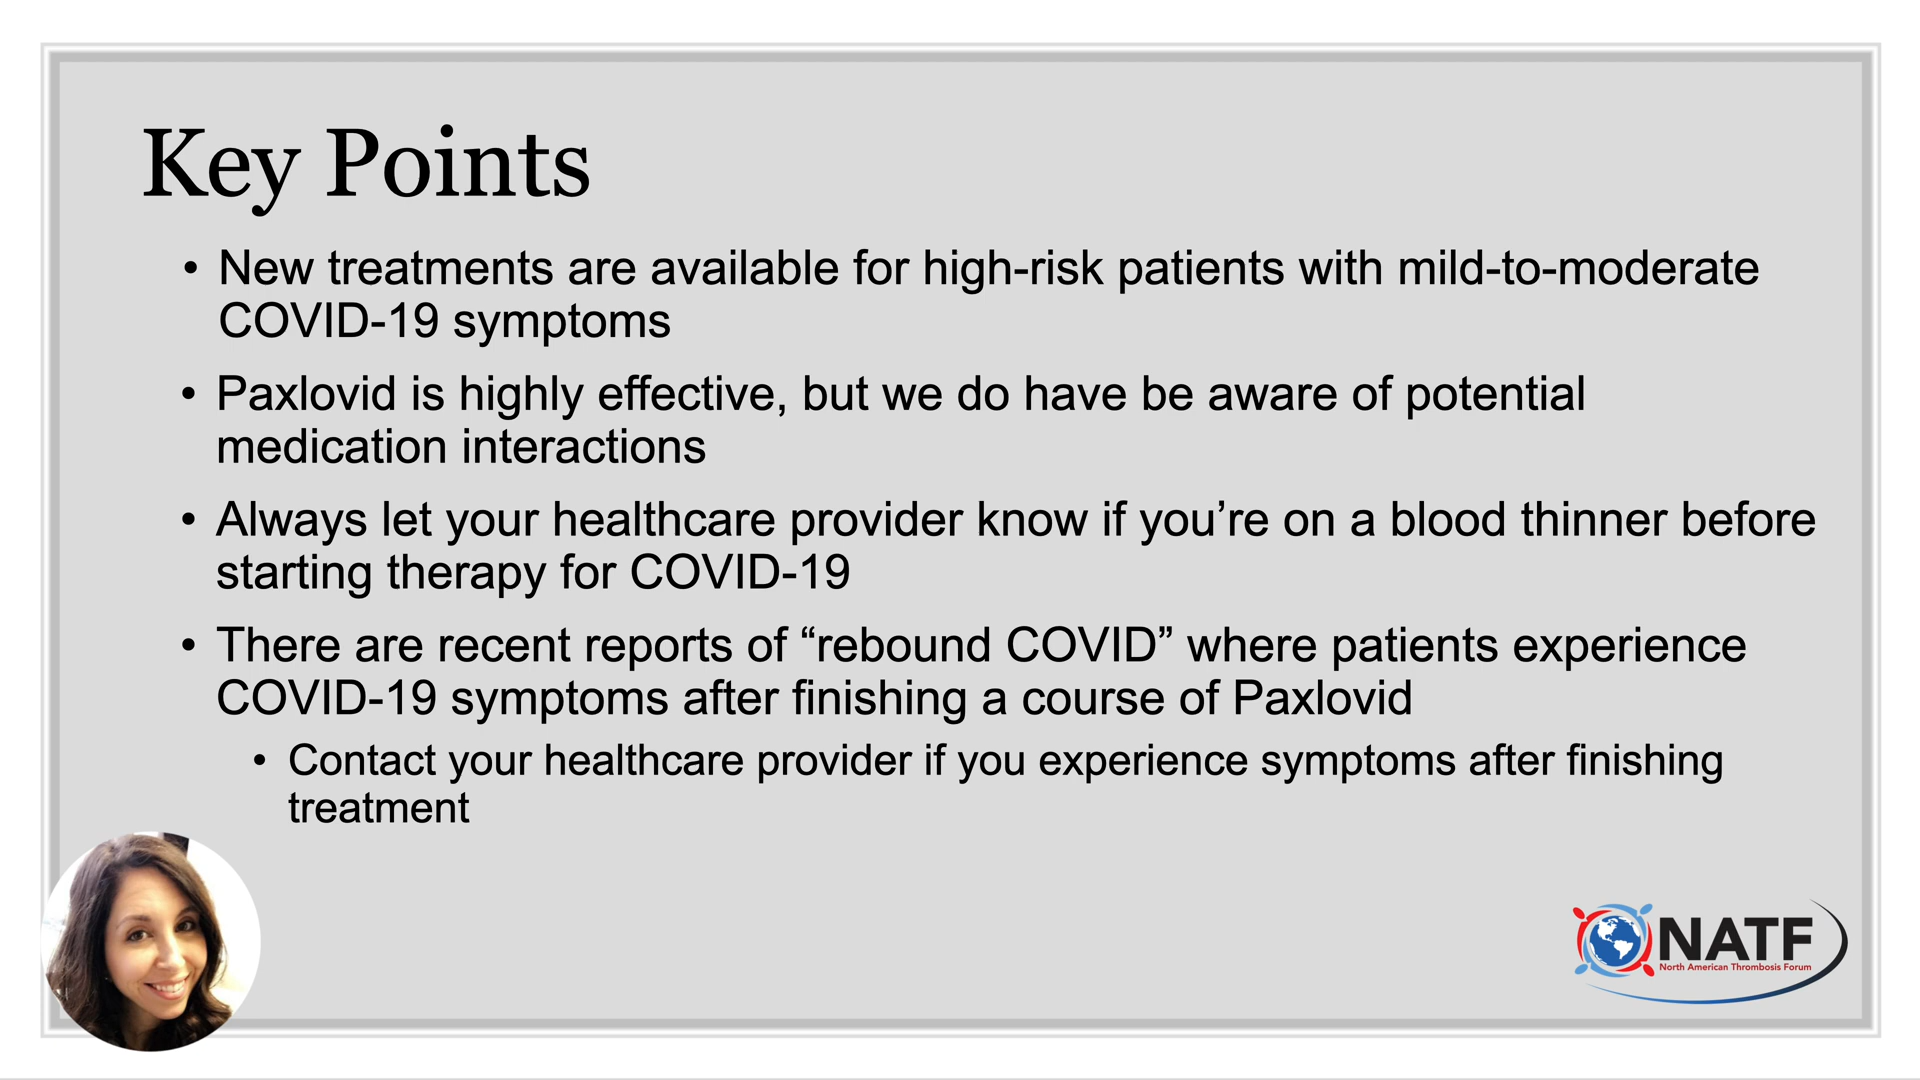 Key Points
• New treatments are available for high-risk patients with mild-to-moderate
COVID-19 symptoms
• Paxlovid is highly effective, but we do have be aware of potential
medication interactions
• Always let your healthcare provider know if you’re on a blood thinner before
starting therapy for COVID-19
• There are recent reports of “rebound COVID” where patients experience
COVID-19 symptoms after finishing a course of Paxlovid
• Contact your healthcare provider if you experience symptoms after finishing
treatment
NATF
North American Thrombosis Forum